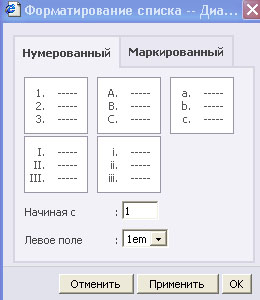 Форматирование списка -- Диа...
Нумерованный Маркированный
1. ----- A. ----- a. -----
2. ----- B. ----- b. -----
3. ----- C. ----- c. -----
I. ----- i. -----
II. ----- ii. -----
III. ----- iii. -----
Начиная с : 1
Левое поле : 1em
Отменить Применить OK